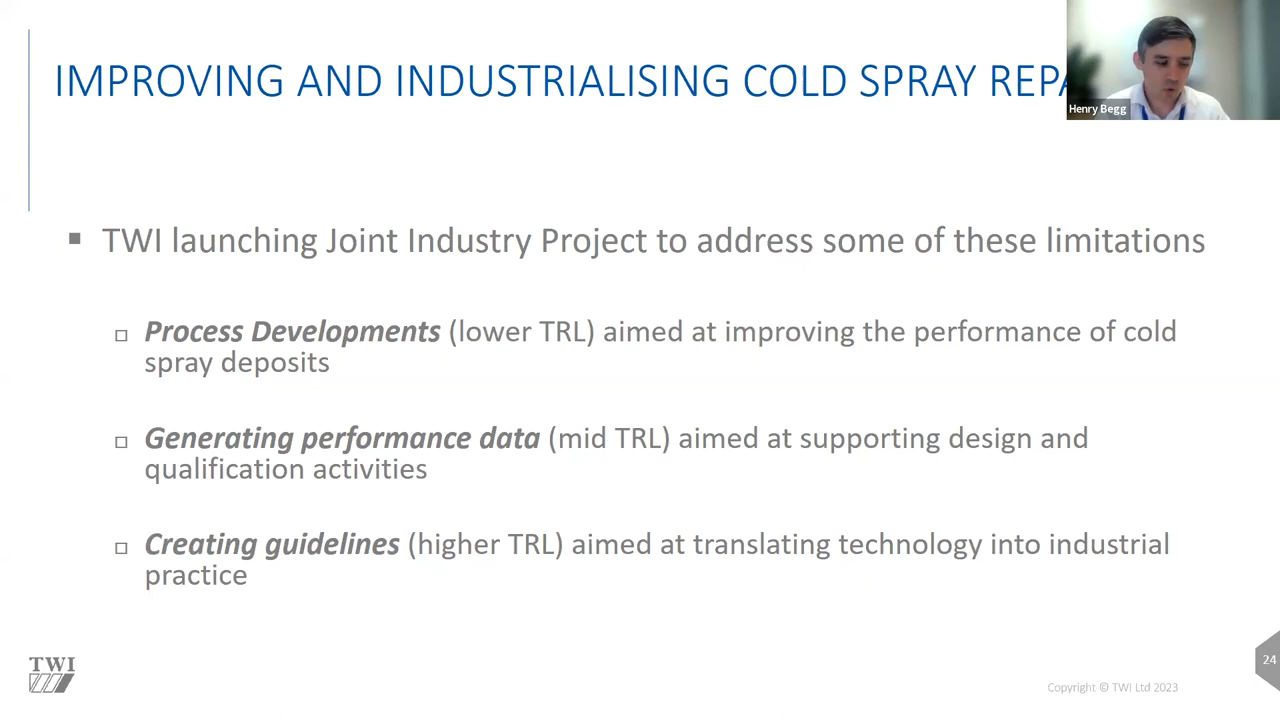 IMPROVING AND INDUSTRIALISING COLD SPRAY REPA
Henry Begg
▪ TWI launching Joint Industry Project to address some of these limitations
□ Process Developments (lower TRL) aimed at improving the performance of cold
spray deposits
□ Generating performance data (mid TRL) aimed at supporting design and
qualification activities
□ Creating guidelines (higher TRL) aimed at translating technology into industrial
practice
TWI
Copyright © TWI Ltd 2023
24